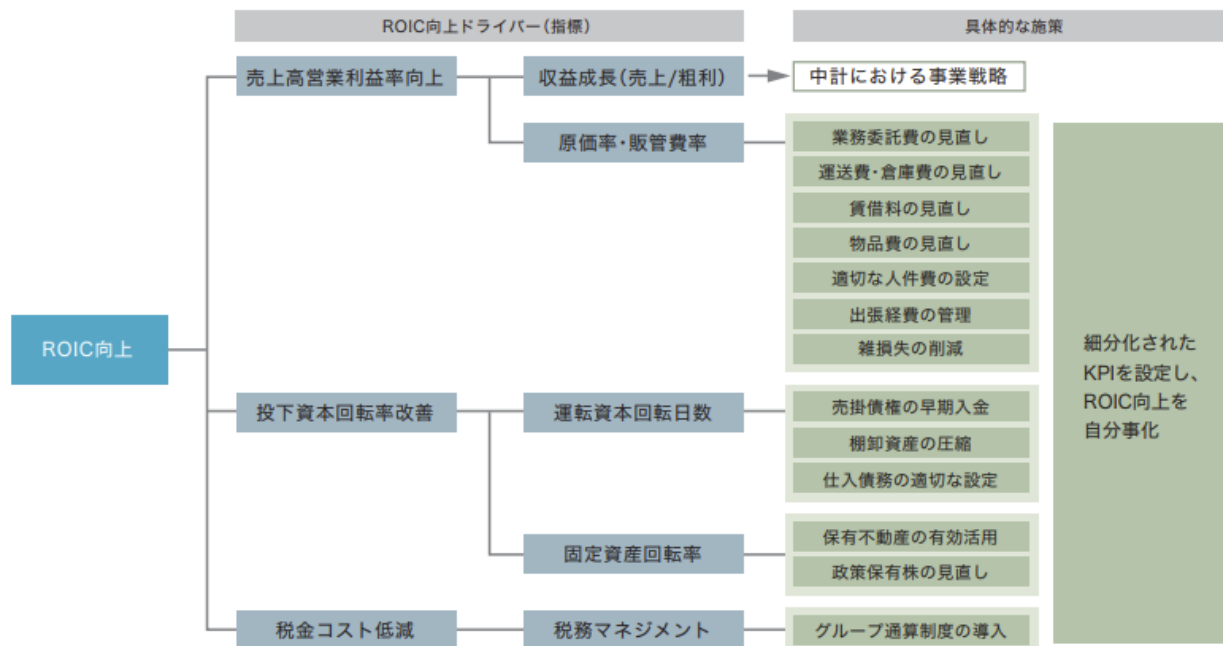 ROIC向上ドライバー(指標)
具体的な施策
売上高営業利益率向上
収益成長(売上/粗利)
中計における事業戦略
原価率・販管費率
業務委託費の見直し
運送費・倉庫費の見直し
賃借料の見直し
物品費の見直し
適切な人件費の設定
出張経費の管理
雑損失の削減
ROIC向上
細分化された
KPIを設定し、
ROIC向上を
自分事化
投下資本回転率改善
運転資本回転日数
売掛債権の早期入金
棚卸資産の圧縮
仕入債務の適切な設定
固定資産回転率
保有不動産の有効活用
政策保有株の見直し
税金コスト低減
税務マネジメント
グループ通算制度の導入